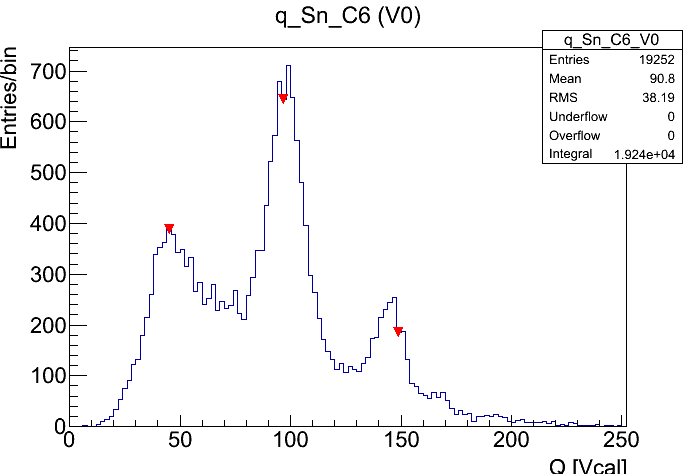 q_Sn_C6 (V0)
q_Sn_C6_V0
Entries 19252
Mean 90.8
RMS 38.19
Underflow 0
Overflow 0
Integral 1.924e+04
Entries/bin
700
600
500
400
300
200
100
0
0 50 100 150 200 250
Q [Vcal]